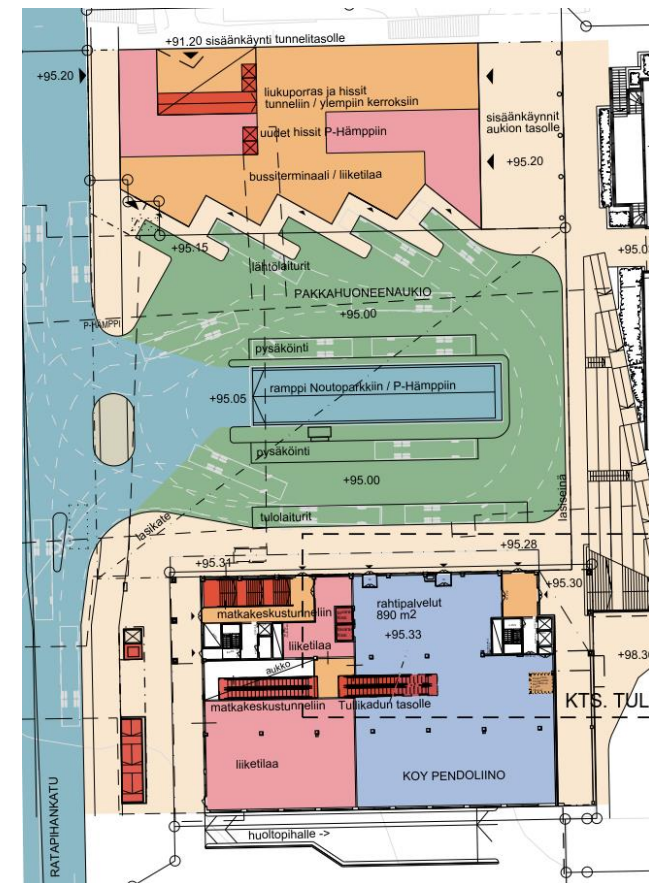 +91.20 sisäänkäynti tunnelitasolle
+95.20
liukuporras ja hissit
tunneliin / ylempiin kerroksiin
sisäänkäynnit
aukion tasolle
uudet hissit P-Hämppiin
+95.20
bussiterminaali / liiketilaa
+95.15
lähtölaiturit
PAKKAHUONEENAUKIO
+95.00
P-HÄMPPI
pysäköinti
ramppi Noutoparkkiin / P-Hämppiin
+95.05
pysäköinti
+95.00
lasikate
lasiseinä
tulolaiturit
+95.28
+95.31
+95.30
rahtipalvelut
890 m2
+95.33
matkakeskustunneliin
liiketilaa
+98.30
aukko
matkakeskustunneliin
Tullikadun tasolle
KTS. TUL
liiketilaa
KOY PENDOLIINO
RATAPIHANKATU
huoltopihalle ->